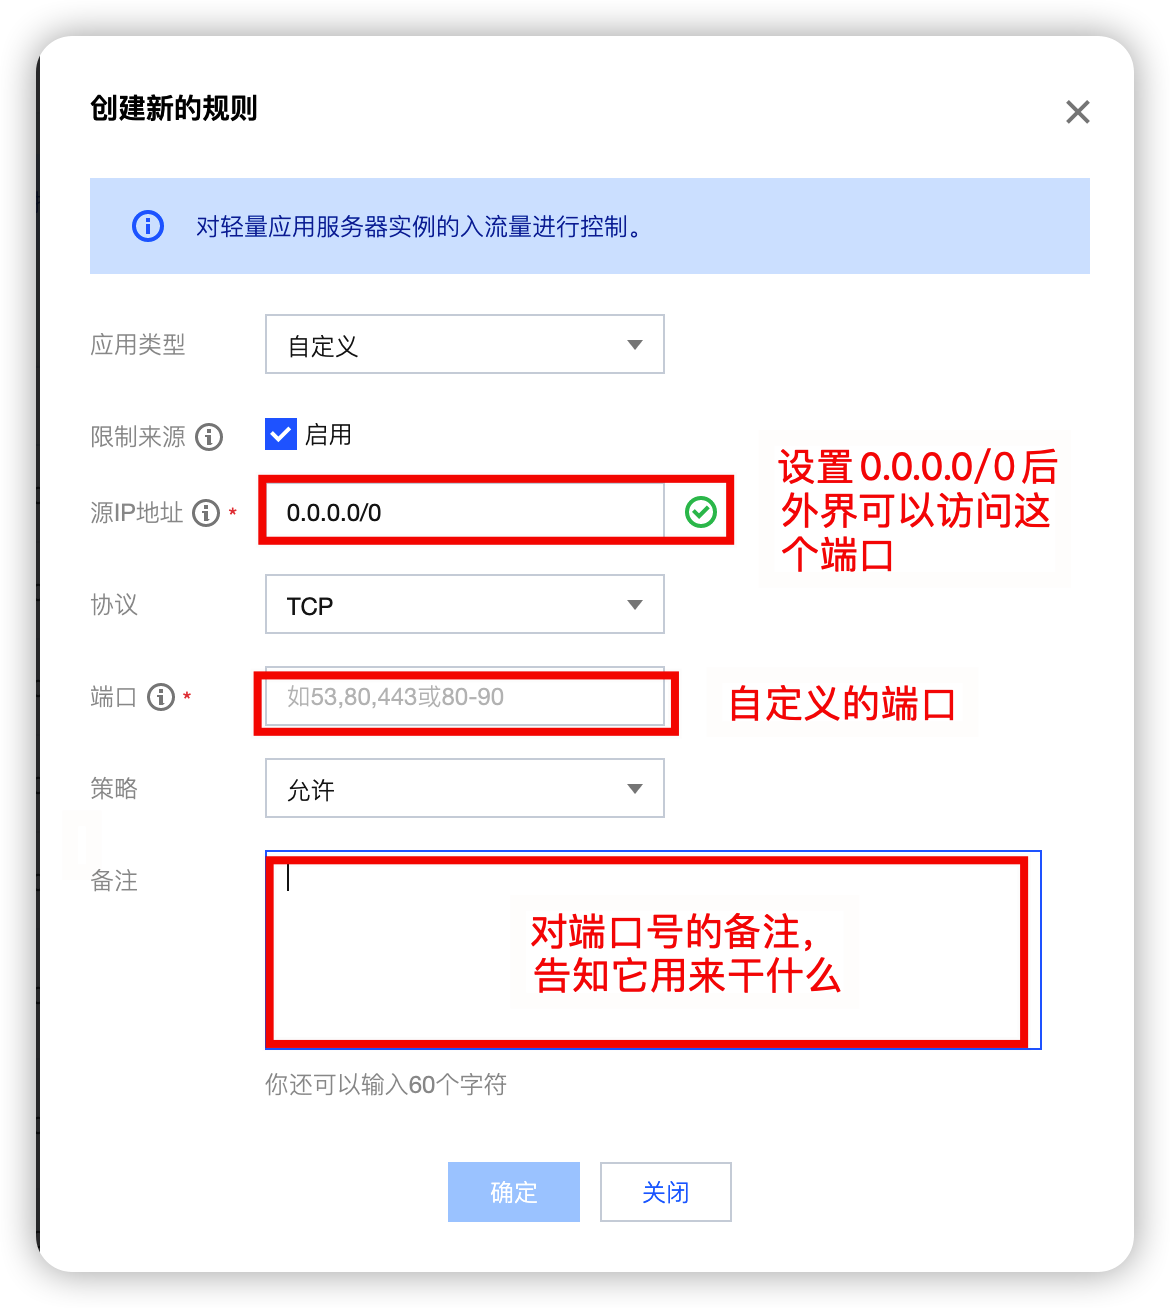 创建新的规则
对轻量应用服务器实例的入流量进行控制。
应用类型
自定义
限制来源
启用
源IP地址 *
0.0.0.0/0
设置0.0.0.0/0后
外界可以访问这
个端口
协议
TCP
端口 *
如53,80,443或80-90
自定义的端口
策略
允许
备注
对端口号的备注,
告知它用来干什么
你还可以输入60个字符
确定
关闭